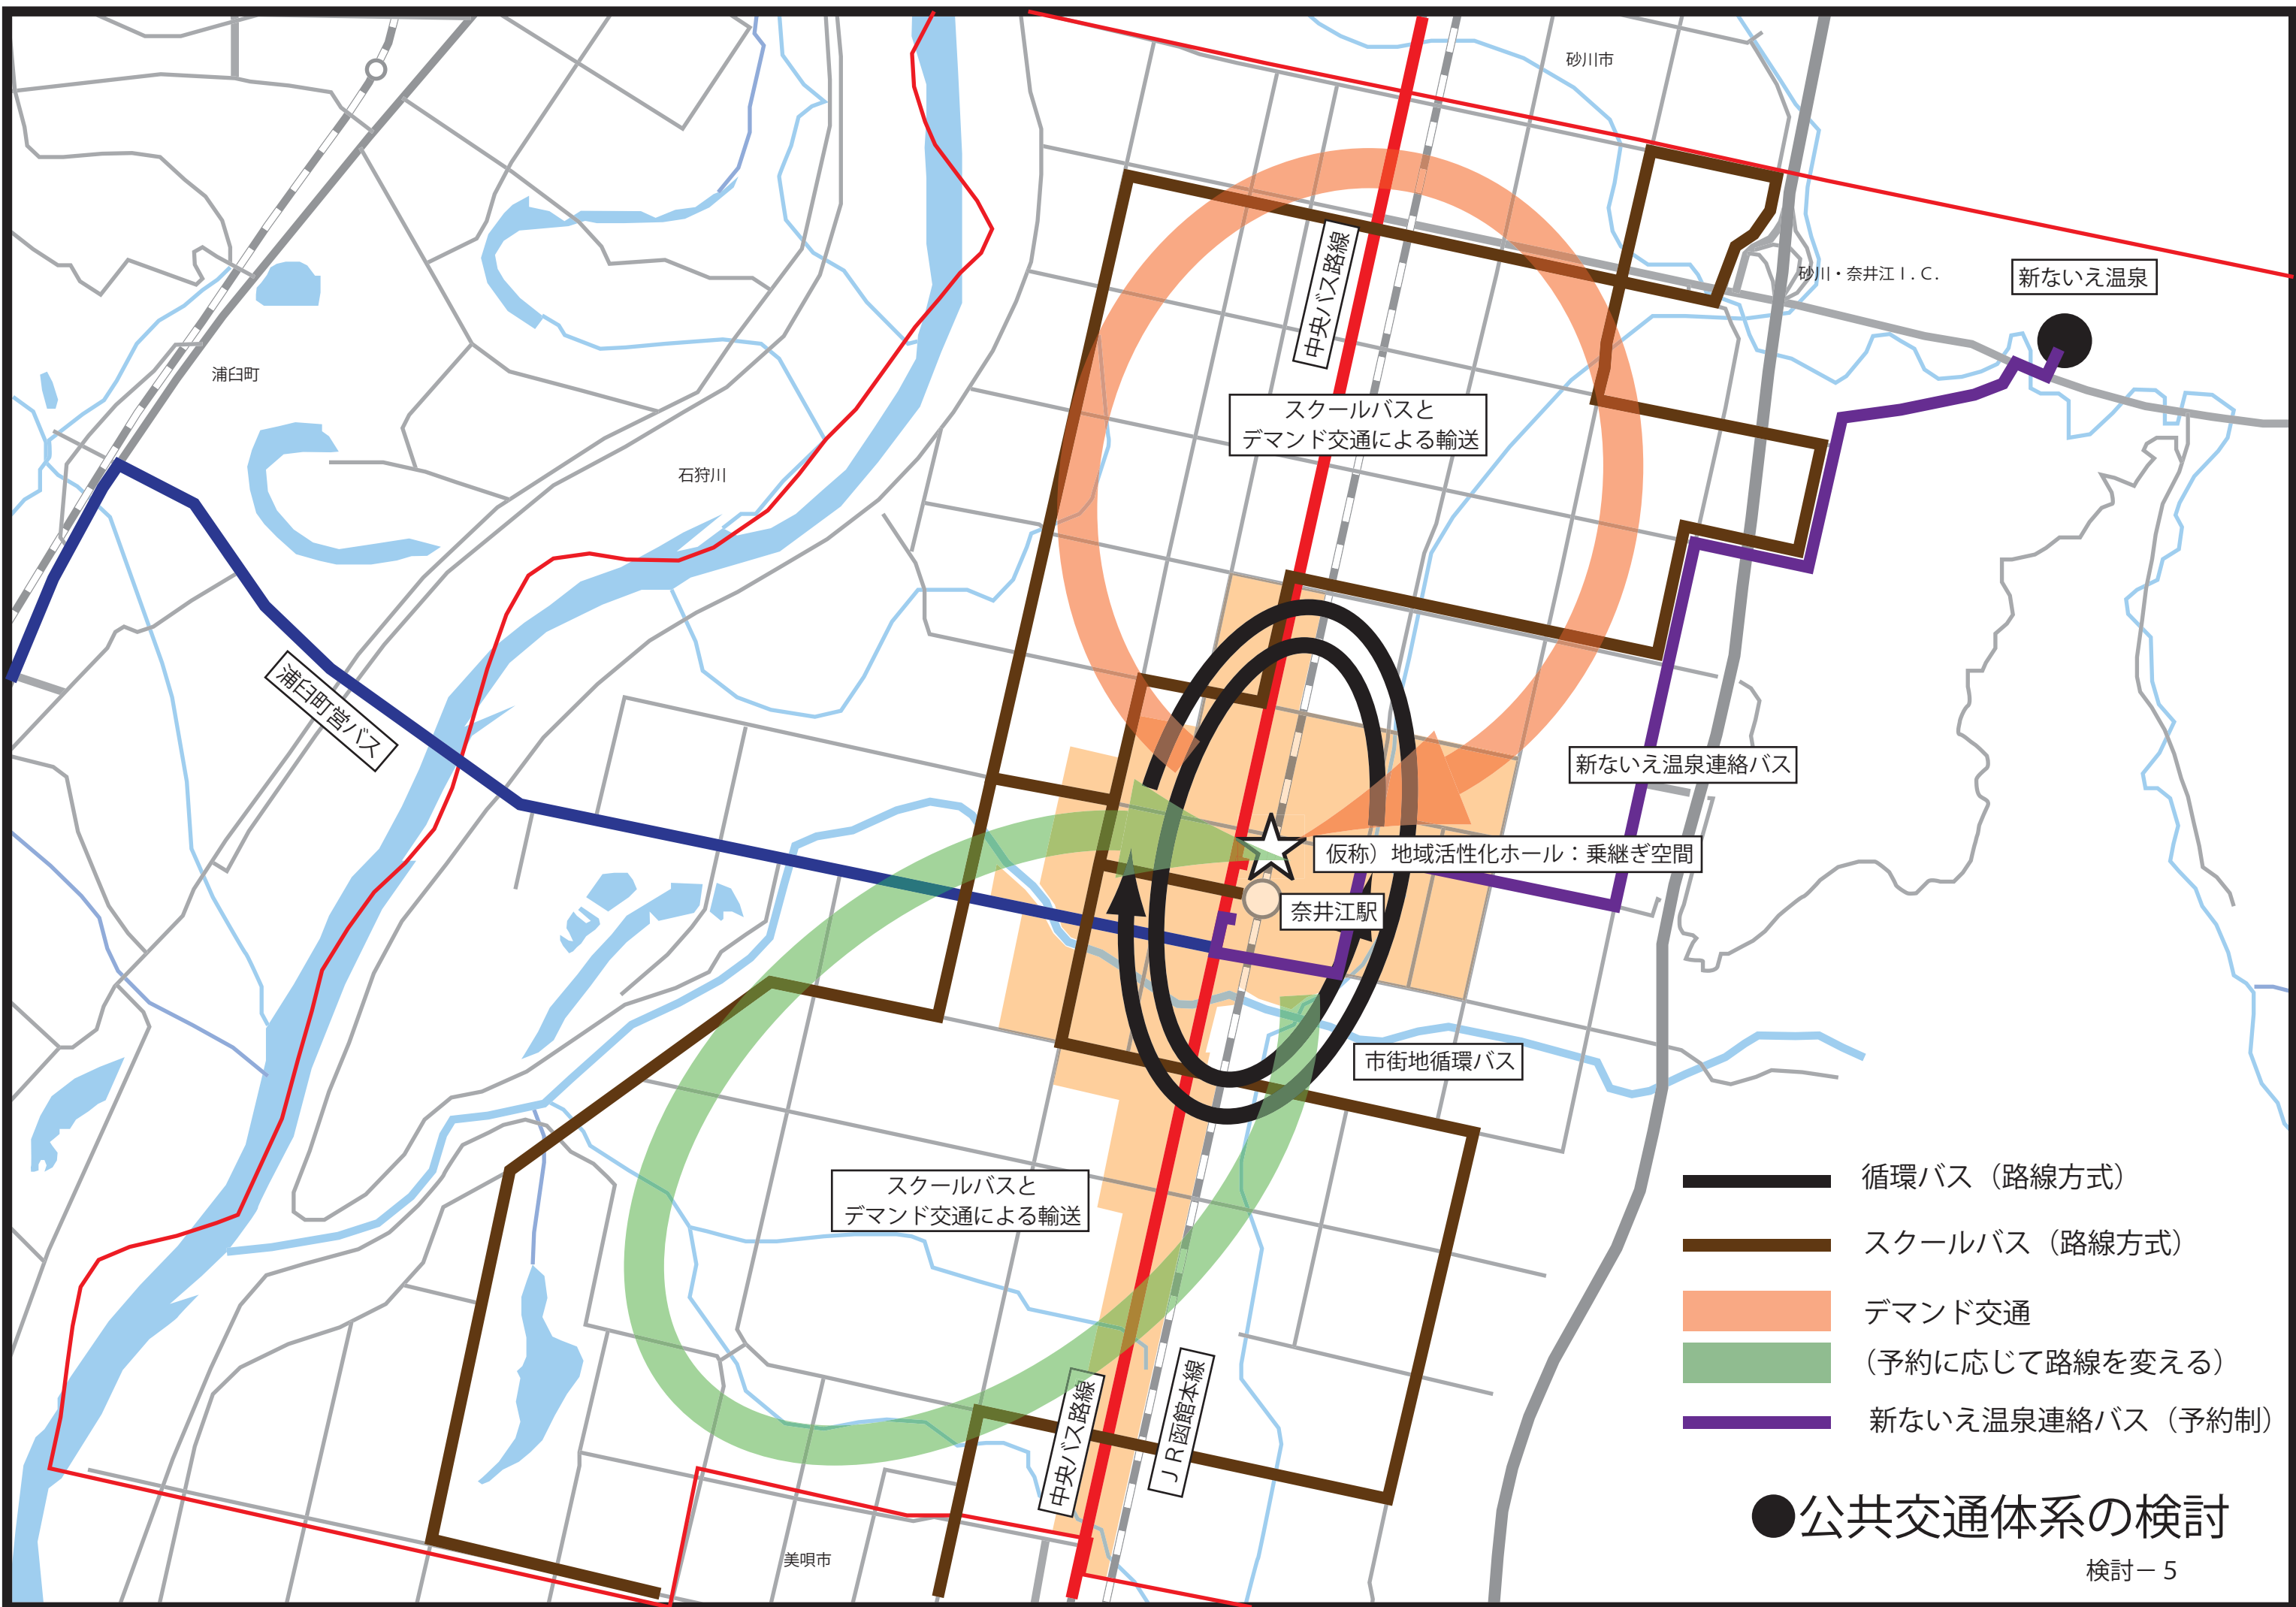 砂川市
砂川・奈井江Ｉ.Ｃ.
新ないえ温泉
中央バス路線
浦臼町
スクールバスと
デマンド交通による輸送
石狩川
浦臼町営バス
新ないえ温泉連絡バス
仮称）地域活性化ホール：乗継ぎ空間
奈井江駅
市街地循環バス
スクールバスと
デマンド交通による輸送
中央バス路線
ＪＲ函館本線
美唄市
循環バス（路線方式）
スクールバス（路線方式）
デマンド交通
（予約に応じて路線を変える）
新ないえ温泉連絡バス（予約制）
●公共交通体系の検討
検討－５